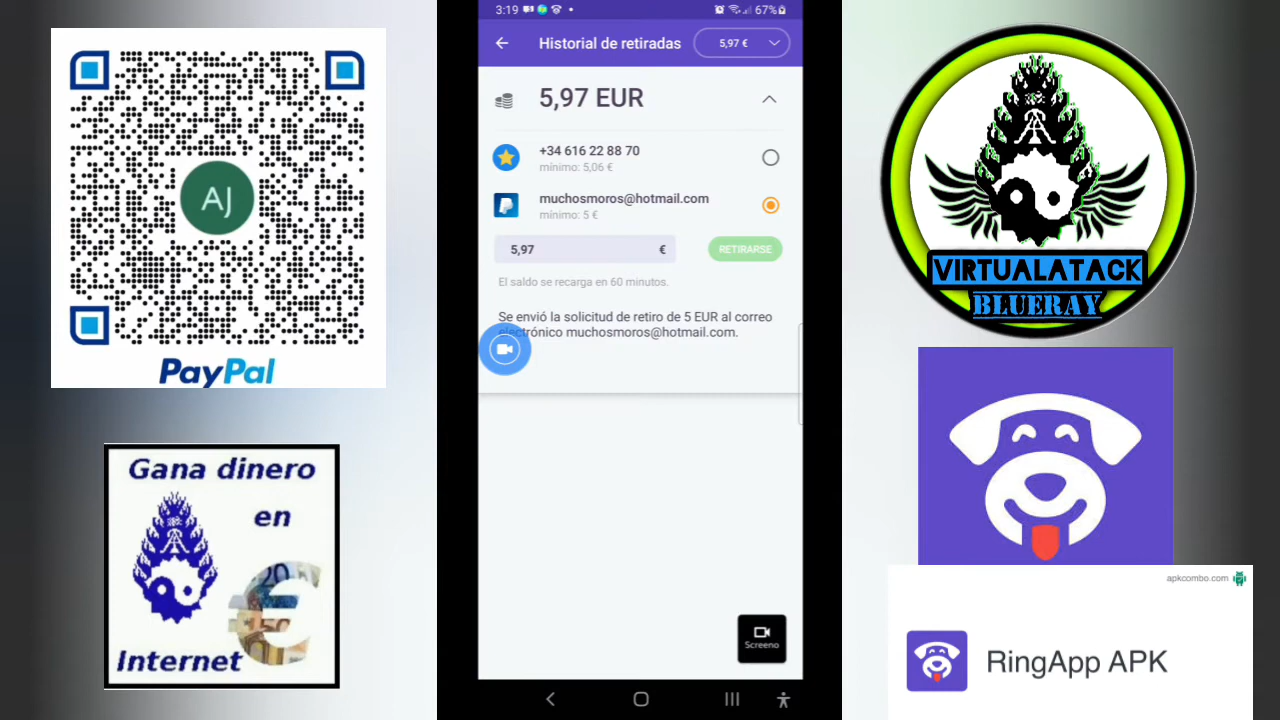 AJ
PayPal
Gana dinero
en
Internet
3:19
67%
Historial de retiradas
5,97 €
5,97 EUR
+34 616 22 88 70
mínimo: 5,06 €
muchosmoros@hotmail.com
mínimo: 5 €
5,97 €
RETIRARSE
El saldo se recarga en 60 minutos.
Se envió la solicitud de retiro de 5 EUR al correo
electrónico muchosmoros@hotmail.com.
Screeno
VIRTUALATACK
BLUERAY
apkcombo.com
RingApp APK